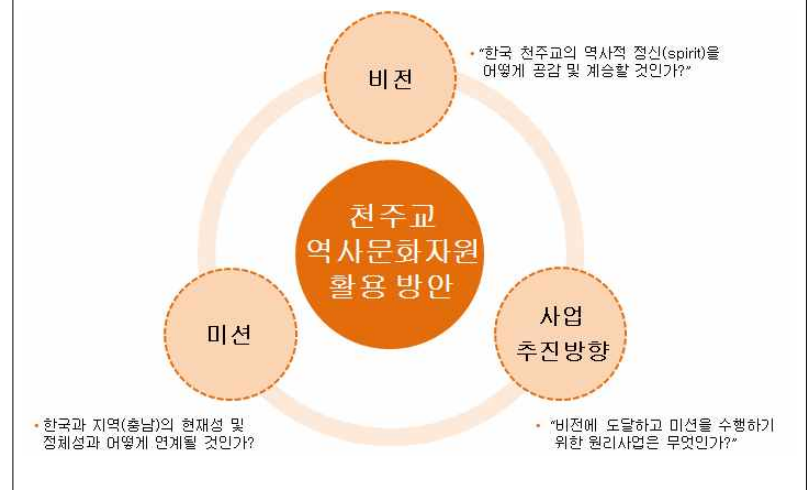 비전
• “한국 천주교의 역사적 정신(spirit)을
어떻게 공감 및 계승할 것인가?”
천주교
역사문화자원
활용 방안
미션
• 한국과 지역(충남)의 현재성 및
정체성과 어떻게 연계될 것인가?
사업
추진방향
• “비전에 도달하고 미션을 수행하기
위한 원리사업은 무엇인가?”